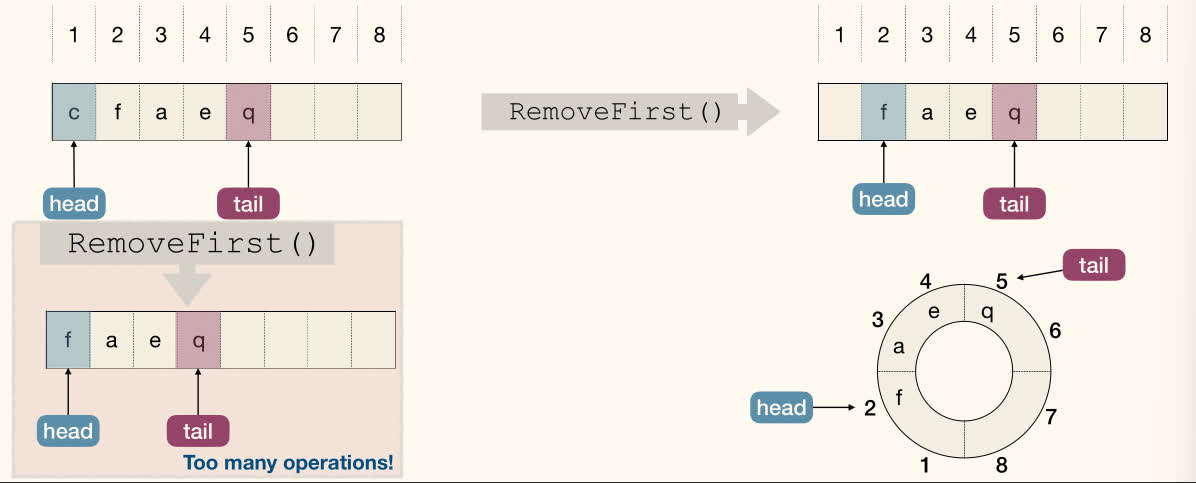 1 2 3 4 5 6 7 8
c f a e q
head tail
RemoveFirst()
f a e q
head tail
Too many operations!
RemoveFirst()
1 2 3 4 5 6 7 8
f a e q
head tail
tail
4 5
e q
3 6
a
head 2 f 7
1 8